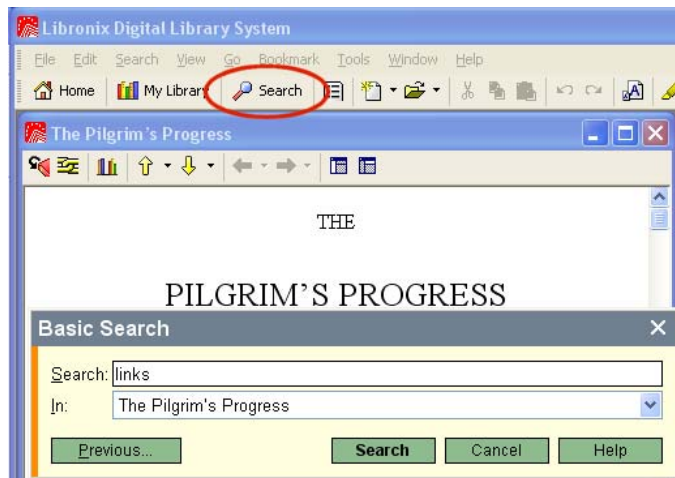 Libronix Digital Library System
File Edit Search View Go Bookmark Tools Window Help
Home My Library Search
The Pilgrim's Progress
THE
PILGRIM'S PROGRESS
Basic Search
Search: links
In: The Pilgrim's Progress
Previous... Search Cancel Help